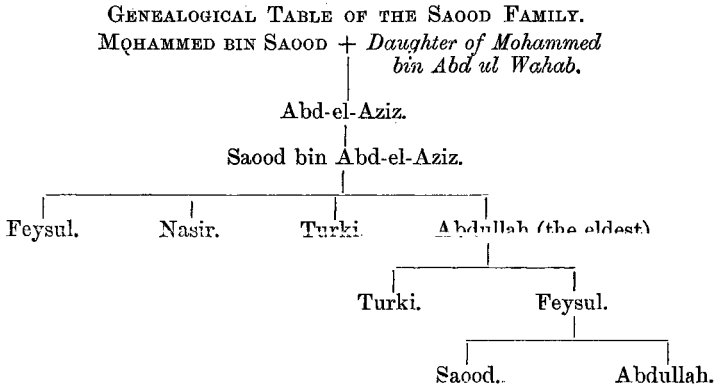 GENEALOGICAL TABLE OF THE SAOOD FAMILY.
MOHAMMED BIN SAOOD + Daughter of Mohammed
bin Abd ul Wahab.
Abd-el-Aziz.
Saood bin Abd-el-Aziz.
Feysul. Nasir. Turki. Abdullah (the eldest)
Turki. Feysul.
Saood. Abdullah.